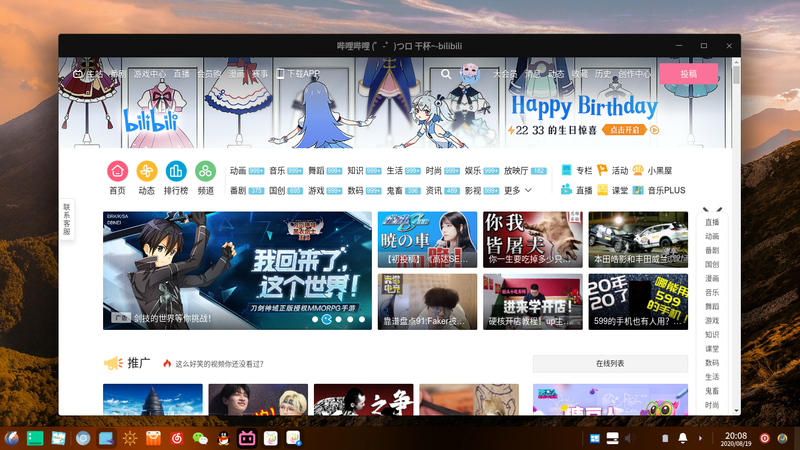 哔哩哔哩 (゜-゜)つロ 干杯~-bilibili
主站 番剧 游戏中心 直播 会员购 漫画 赛事 下载APP
大会员 消息 动态 收藏 历史 创作中心 投稿
bilibili
Happy Birthday
22 33 的生日惊喜 点击开启
首页 动态 排行榜 频道
动画 999+ 音乐 999+ 舞蹈 999+ 知识 999+ 生活 999+ 时尚 999+ 娱乐 999+ 放映厅 182
番剧 375 国创 游戏 999+ 数码 999+ 鬼畜 资讯 489 影视 999+ 更多
专栏 活动 小黑屋
直播 课堂 音乐PLUS
联系客服
我回来了,
这个世界!
刀剑神域正版授权MMORPG手游
广告 剑技的世界等你挑战!
暁の車
【初投稿】《高达SE...
你我
皆屠夫
你一生要吃掉多少只...
本田皓影和丰田威兰...
靠谱盘点91:Faker被...
进来学开店!
硬核开店教程! up主...
20年
20了
哪能用
599的
手机
599的手机也有人用? ...
推广
这么好笑的视频你还没看过?
在线列表
之争
直播
动画
番剧
国创
漫画
音乐
舞蹈
游戏
知识
课堂
数码
生活
鬼畜
时尚
20:08
2020/08/19